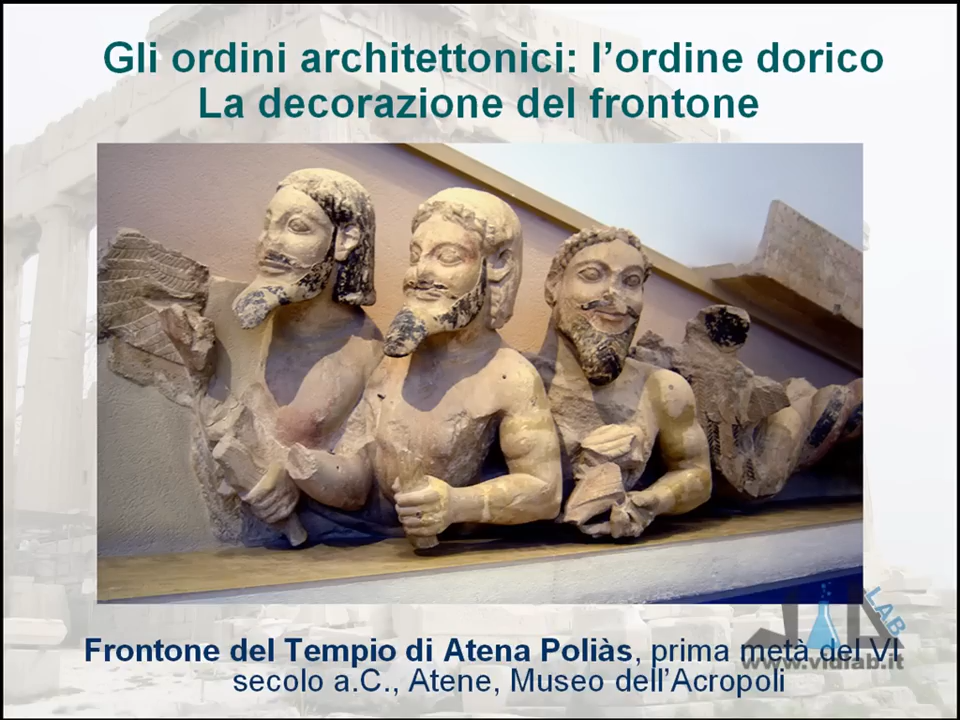 Gli ordini architettonici: l’ordine dorico
La decorazione del frontone
Frontone del Tempio di Atena Poliàs, prima metà del VI
secolo a.C., Atene, Museo dell’Acropoli
LAB
www.vidlab.it